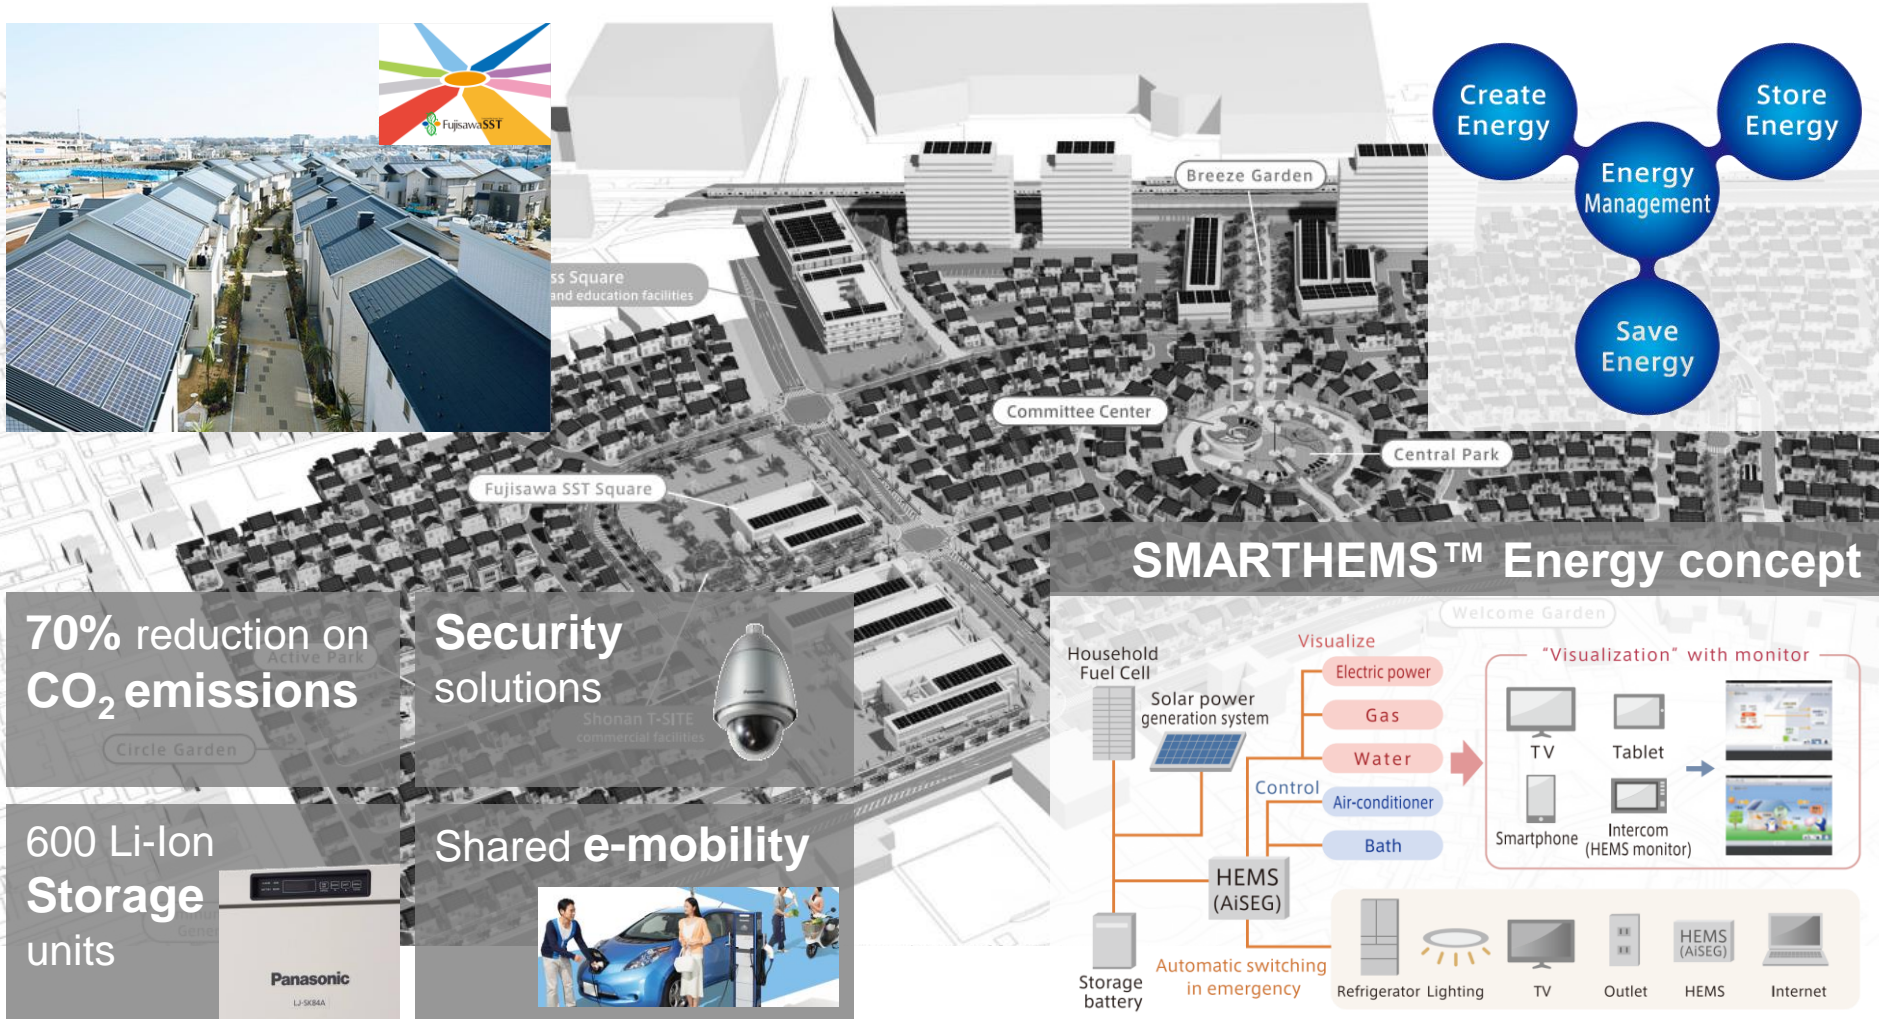 FujisawaSST
Create
Energy
Store
Energy
Energy
Management
Save
Energy
Breeze Garden
ss Square
and education facilities
Committee Center
Central Park
Fujisawa SST Square
SMARTHEMS™ Energy concept
Welcome Garden
70% reduction on
CO₂ emissions
Active Park
Circle Garden
Security
solutions
Shonan T-SITE
commercial facilities
Panasonic
600 Li-Ion
Storage
units
Panasonic
LJ-SK84A
Shared e-mobility
Household
Fuel Cell
Solar power
generation system
Visualize
Electric power
Gas
Water
Control
Air-conditioner
Bath
HEMS
(AiSEG)
Storage
battery
Automatic switching
in emergency
"Visualization" with monitor
TV
Tablet
Smartphone
Intercom
(HEMS monitor)
HEMS
(AiSEG)
Refrigerator
Lighting
TV
Outlet
HEMS
Internet